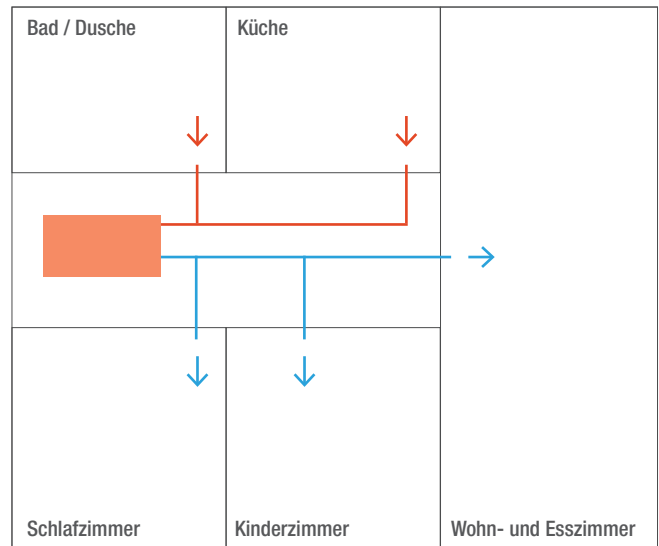 Bad / Dusche
Küche
Schlafzimmer
Kinderzimmer
Wohn- und Esszimmer